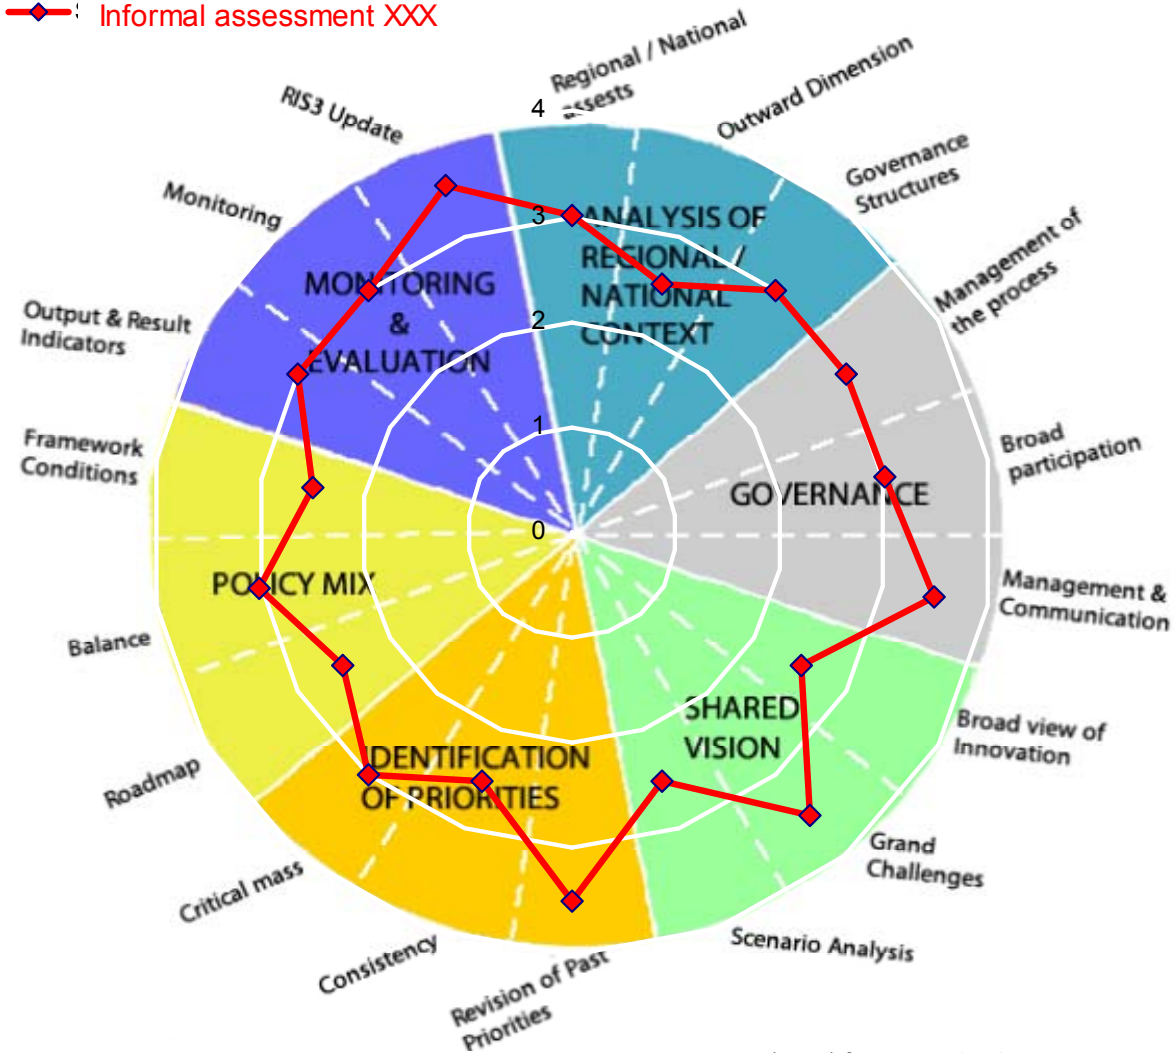 Informal assessment XXX
Regional / National
assests
Outward Dimension
Governance
Structures
Management of
the process
Broad
participation
Management &
Communication
Broad view of
Innovation
Grand
Challenges
Scenario Analysis
Revision of Past
Priorities
Consistency
Critical mass
Roadmap
Balance
Framework
Conditions
Output & Result
Indicators
Monitoring
RIS3 Update
4
3
2
1
0
ANALYSIS OF
REGIONAL /
NATIONAL
CONTEXT
GOVERNANCE
SHARED
VISION
IDENTIFICATION
OF PRIORITIES
POLICY MIX
MONITORING
&
EVALUATION